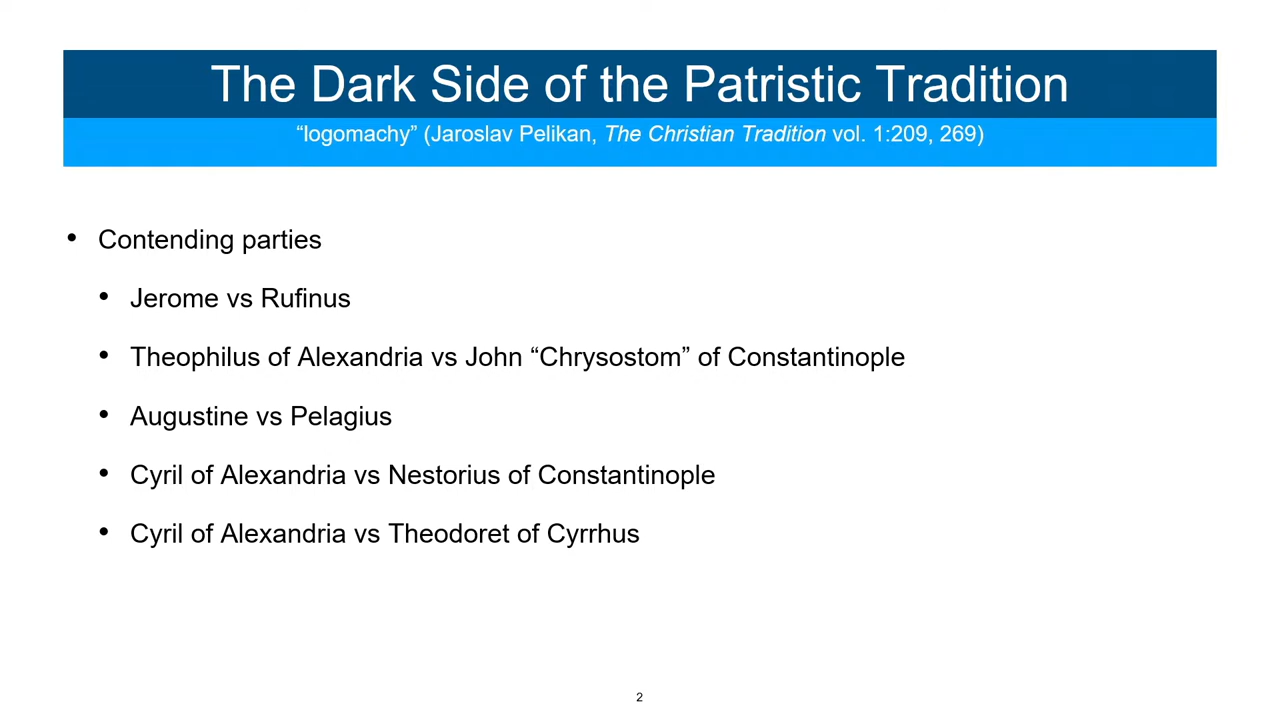 The Dark Side of the Patristic Tradition
“logomachy” (Jaroslav Pelikan, The Christian Tradition vol. 1:209, 269)
• Contending parties
• Jerome vs Rufinus
• Theophilus of Alexandria vs John “Chrysostom” of Constantinople
• Augustine vs Pelagius
• Cyril of Alexandria vs Nestorius of Constantinople
• Cyril of Alexandria vs Theodoret of Cyrrhus
2